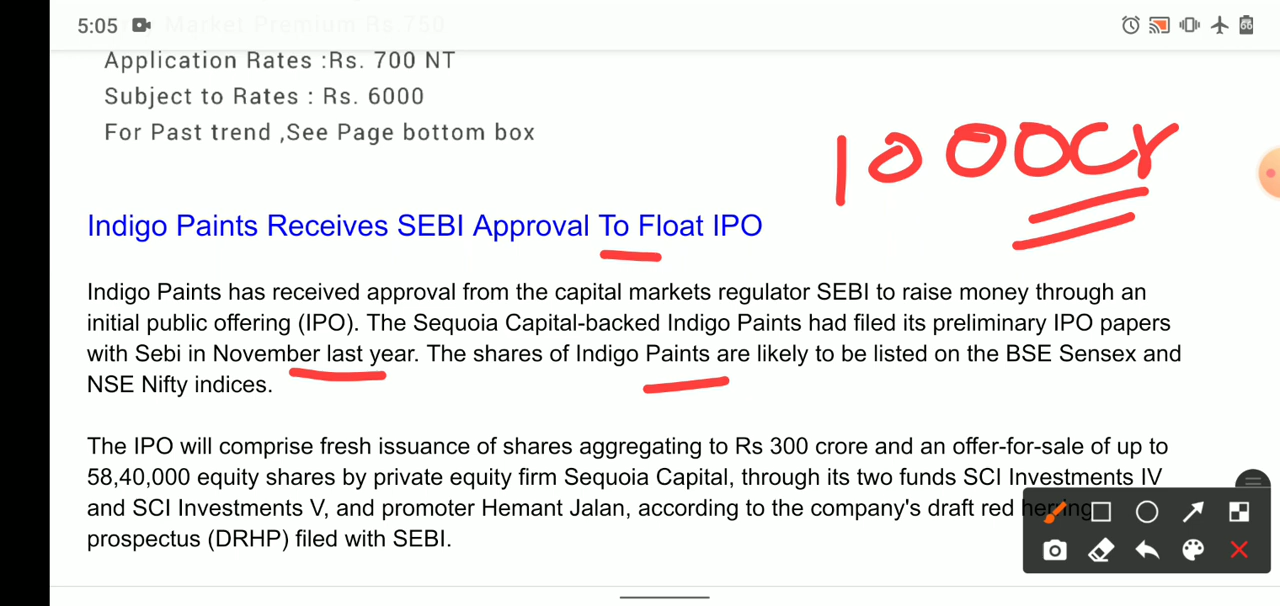 5:05
Market Premium Rs 750
66
Application Rates :Rs. 700 NT
Subject to Rates : Rs. 6000
For Past trend ,See Page bottom box
1000Cr
Indigo Paints Receives SEBI Approval To Float IPO
Indigo Paints has received approval from the capital markets regulator SEBI to raise money through an
initial public offering (IPO). The Sequoia Capital-backed Indigo Paints had filed its preliminary IPO papers
with Sebi in November last year. The shares of Indigo Paints are likely to be listed on the BSE Sensex and
NSE Nifty indices.
The IPO will comprise fresh issuance of shares aggregating to Rs 300 crore and an offer-for-sale of up to
58,40,000 equity shares by private equity firm Sequoia Capital, through its two funds SCI Investments IV
and SCI Investments V, and promoter Hemant Jalan, according to the company's draft red herring
prospectus (DRHP) filed with SEBI.